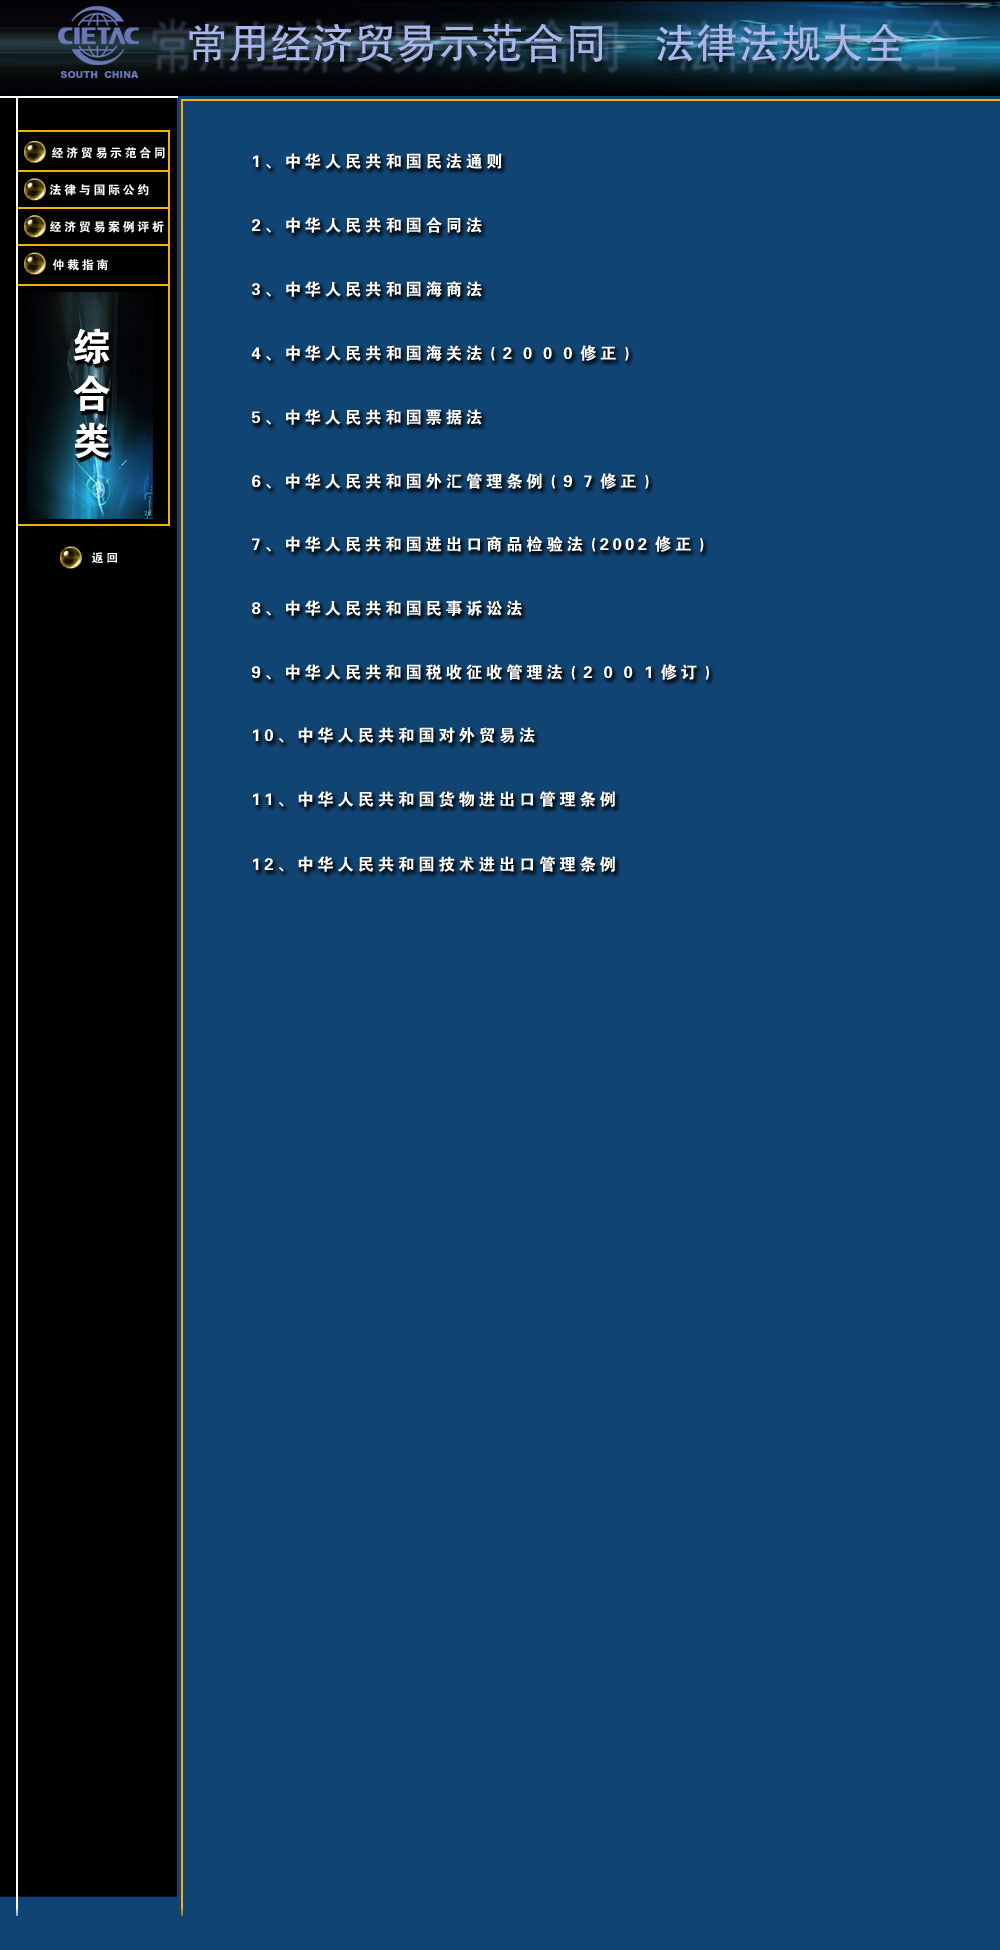 CIETAC
SOUTH CHINA
常用经济贸易示范合同 法律法规大全
经济贸易示范合同
法律与国际公约
经济贸易案例评析
仲裁指南
综
合
类
返回
1、中华人民共和国民法通则
2、中华人民共和国合同法
3、中华人民共和国海商法
4、中华人民共和国海关法(２０００修正)
5、中华人民共和国票据法
6、中华人民共和国外汇管理条例(９７修正)
7、中华人民共和国进出口商品检验法(2002 修正)
8、中华人民共和国民事诉讼法
9、中华人民共和国税收征收管理法(２００１修订)
10、中华人民共和国对外贸易法
11、中华人民共和国货物进出口管理条例
12、中华人民共和国技术进出口管理条例